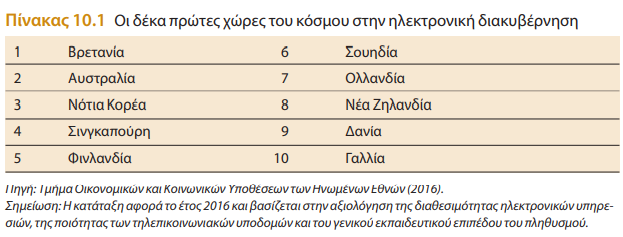 Πίνακας 10.1 Οι δέκα πρώτες χώρες του κόσμου στην ηλεκτρονική διακυβέρνηση
1 Βρετανία 6 Σουηδία
2 Αυστραλία 7 Ολλανδία
3 Νότια Κορέα 8 Νέα Ζηλανδία
4 Σινγκαπούρη 9 Δανία
5 Φινλανδία 10 Γαλλία
Πηγή: Τμήμα Οικονομικών και Κοινωνικών Υποθέσεων των Ηνωμένων Εθνών (2016).
Σημείωση: Η κατάταξη αφορά το έτος 2016 και βασίζεται στην αξιολόγηση της διαθεσιμότητας ηλεκτρονικών υπηρε-
σιών, της ποιότητας των τηλεπικοινωνιακών υποδομών και του γενικού εκπαιδευτικού επιπέδου του πληθυσμού.